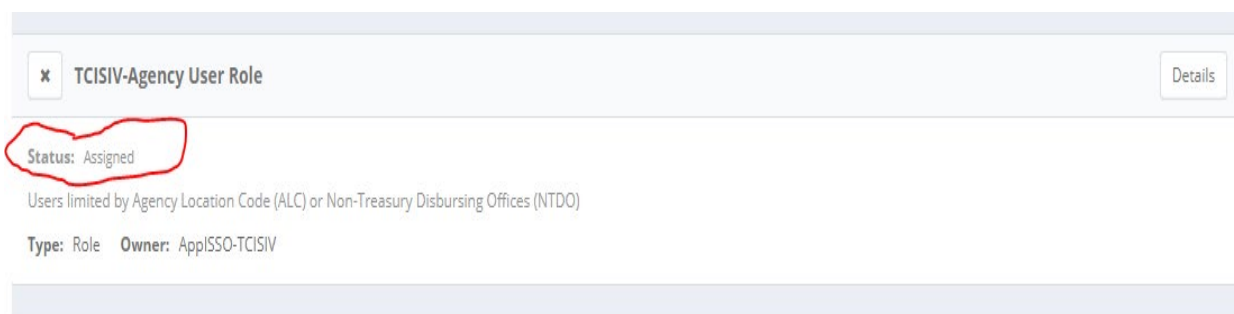 ✖ TCISIV-Agency User Role Details
Status: Assigned
Users limited by Agency Location Code (ALC) or Non-Treasury Disbursing Offices (NTDO)
Type: Role Owner: AppISSO-TCISIV